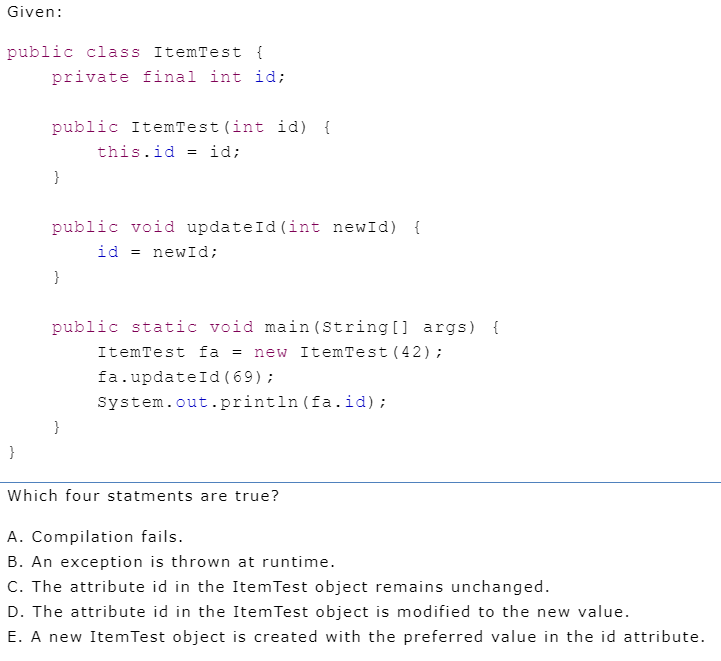 Given:
public class ItemTest {
    private final int id;
    public ItemTest(int id) {
        this.id = id;
    }
    public void updateId(int newId) {
        id = newId;
    }
    public static void main(String[] args) {
        ItemTest fa = new ItemTest(42);
        fa.updateId(69);
        System.out.println(fa.id);
    }
}
Which four statments are true?
A. Compilation fails.
B. An exception is thrown at runtime.
C. The attribute id in the ItemTest object remains unchanged.
D. The attribute id in the ItemTest object is modified to the new value.
E. A new ItemTest object is created with the preferred value in the id attribute.